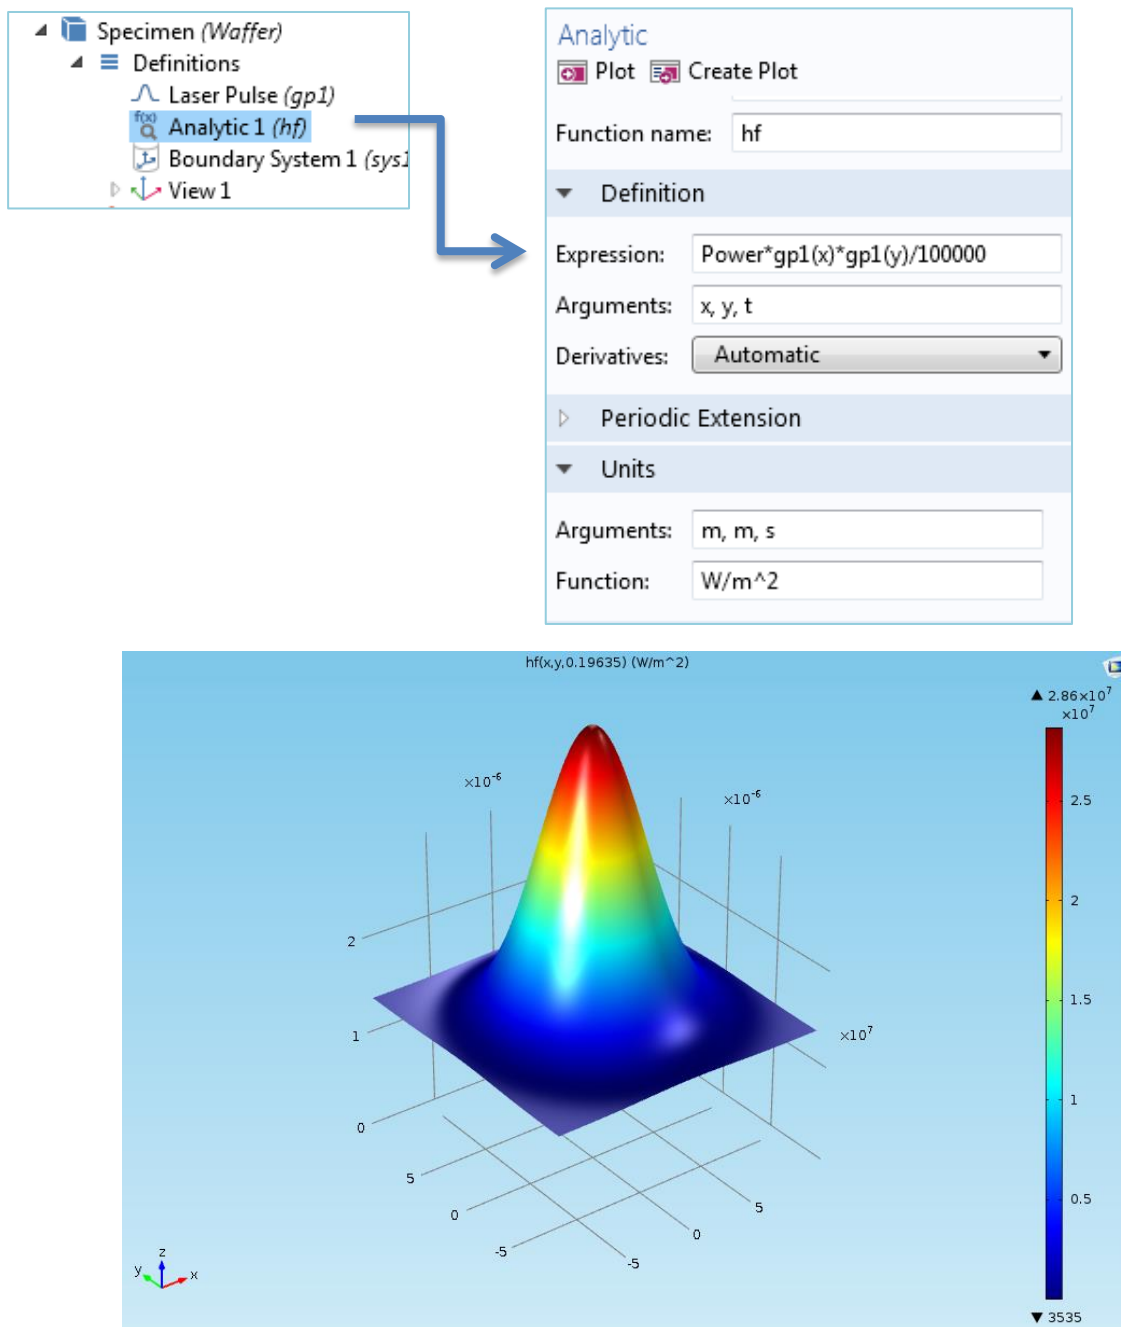 Specimen (Waffer)
Definitions
Laser Pulse (gp1)
f(x)
Analytic 1 (hf)
Boundary System 1 (sys1
View 1
Analytic
Plot Create Plot
Function name: hf
Definition
Expression: Power*gp1(x)*gp1(y)/100000
Arguments: x, y, t
Derivatives: Automatic
Periodic Extension
Units
Arguments: m, m, s
Function: W/m^2
hf(x,y,0.19635) (W/m^2)
▲ 2.86×10⁷
×10⁷
×10⁻⁶
×10⁻⁶
2.5
2
1.5
1
0.5
▼ 3535
2
1
0
×10⁷
5
0
-5
5
0
-5
z
y
x